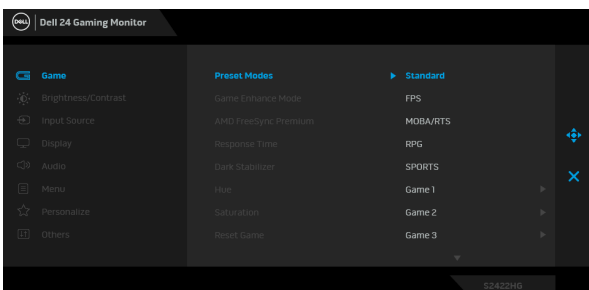 DELL Dell 24 Gaming Monitor
Game Preset Modes Standard
Brightness/Contrast Game Enhance Mode FPS
Input Source AMD FreeSync Premium MOBA/RTS
Display Response Time RPG
Audio Dark Stabilizer SPORTS
Menu Hue Game 1
Personalize Saturation Game 2
Others Reset Game Game 3
S2422HG